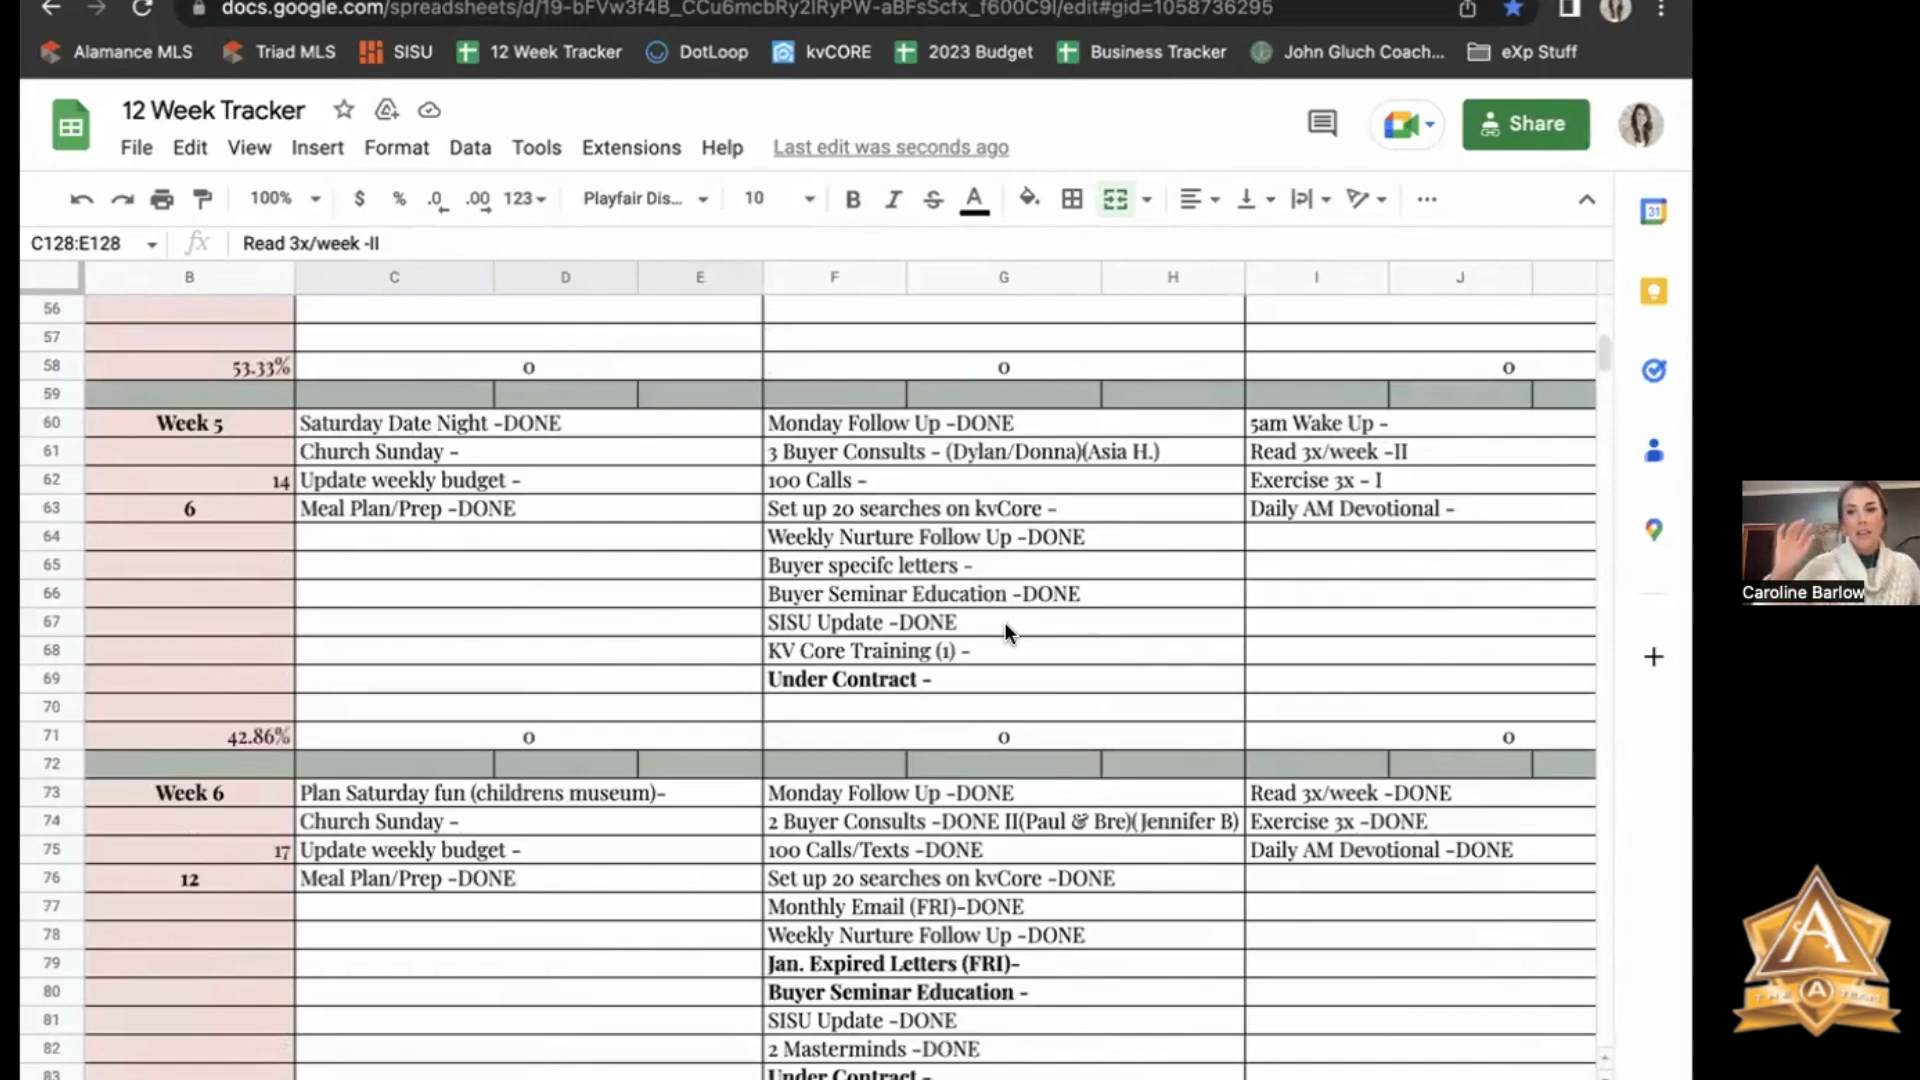 docs.google.com/spreadsheets/d/19-bFVw3f4B_CCu6mcbRy2lRyPW-aBFsScfx_f600C9I/edit#gid=1058736295
Alamance MLS Triad MLS SISU 12 Week Tracker DotLoop kvCORE 2023 Budget Business Tracker John Gluch Coach... eXp Stuff
12 Week Tracker
Share
File Edit View Insert Format Data Tools Extensions Help Last edit was seconds ago
100% $ % .0 .00 123 Playfair Dis... 10 B I S A ...
C128:E128 fx Read 3x/week -II
B C D E F G H I J
56
57
58 53.33% 0 0 0
59
60 Week 5 Saturday Date Night -DONE Monday Follow Up -DONE 5am Wake Up -
61 Church Sunday - 3 Buyer Consults - (Dylan/Donna)(Asia H.) Read 3x/week -II
62 14 Update weekly budget - 100 Calls - Exercise 3x - I
63 6 Meal Plan/Prep -DONE Set up 20 searches on kvCore - Daily AM Devotional -
64 Weekly Nurture Follow Up -DONE
65 Buyer specifc letters -
66 Buyer Seminar Education -DONE
67 SISU Update -DONE
68 KV Core Training (1) -
69 Under Contract -
70
71 42.86% 0 0 0
72
73 Week 6 Plan Saturday fun (childrens museum)- Monday Follow Up -DONE Read 3x/week -DONE
74 Church Sunday - 2 Buyer Consults -DONE II(Paul & Bre)(Jennifer B) Exercise 3x -DONE
75 17 Update weekly budget - 100 Calls/Texts -DONE Daily AM Devotional -DONE
76 12 Meal Plan/Prep -DONE Set up 20 searches on kvCore -DONE
77 Monthly Email (FRI)-DONE
78 Weekly Nurture Follow Up -DONE
79 Jan. Expired Letters (FRI)-
80 Buyer Seminar Education -
81 SISU Update -DONE
82 2 Masterminds -DONE
83 Under Contract -
31
Caroline Barlow
A
THE A TEAM